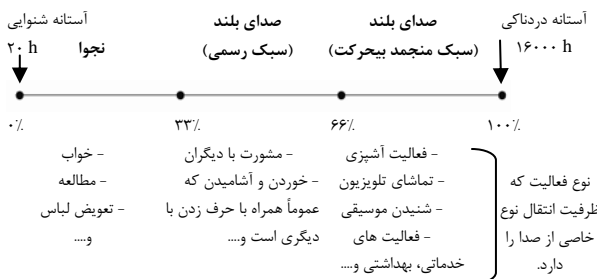 آستانه شنوایی
۲۰ h
نجوا
صدای بلند
(سبک رسمی)
صدای بلند
(سبک منجمد بیحرکت)
آستانه دردناکی
۱۶۰۰۰ h
۰٪
۳۳٪
۶۶٪
۱۰۰٪
- خواب
- مطالعه
- تعویض لباس
و....
- مشورت با دیگران
- خوردن و آشامیدن که
عموماً همراه با حرف زدن با
دیگری است و....
- فعالیت آشپزی
- تماشای تلویزیون
- شنیدن موسیقی
- فعالیت های
خدماتی، بهداشتی و....
نوع فعالیت که
ظرفیت انتقال نوع
خاصی از صدا را
دارد.